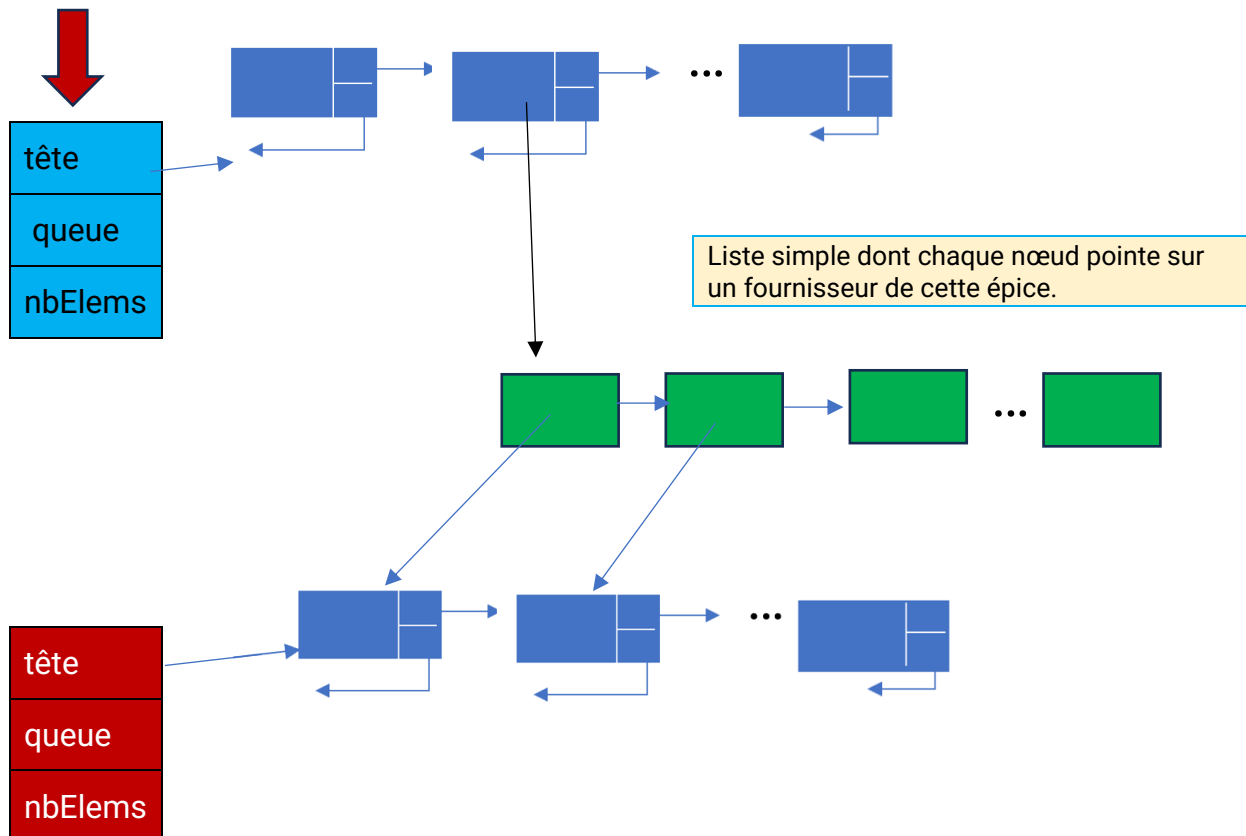 tête
queue
nbElems
...
Liste simple dont chaque nœud pointe sur
un fournisseur de cette épice.
...
...
tête
queue
nbElems